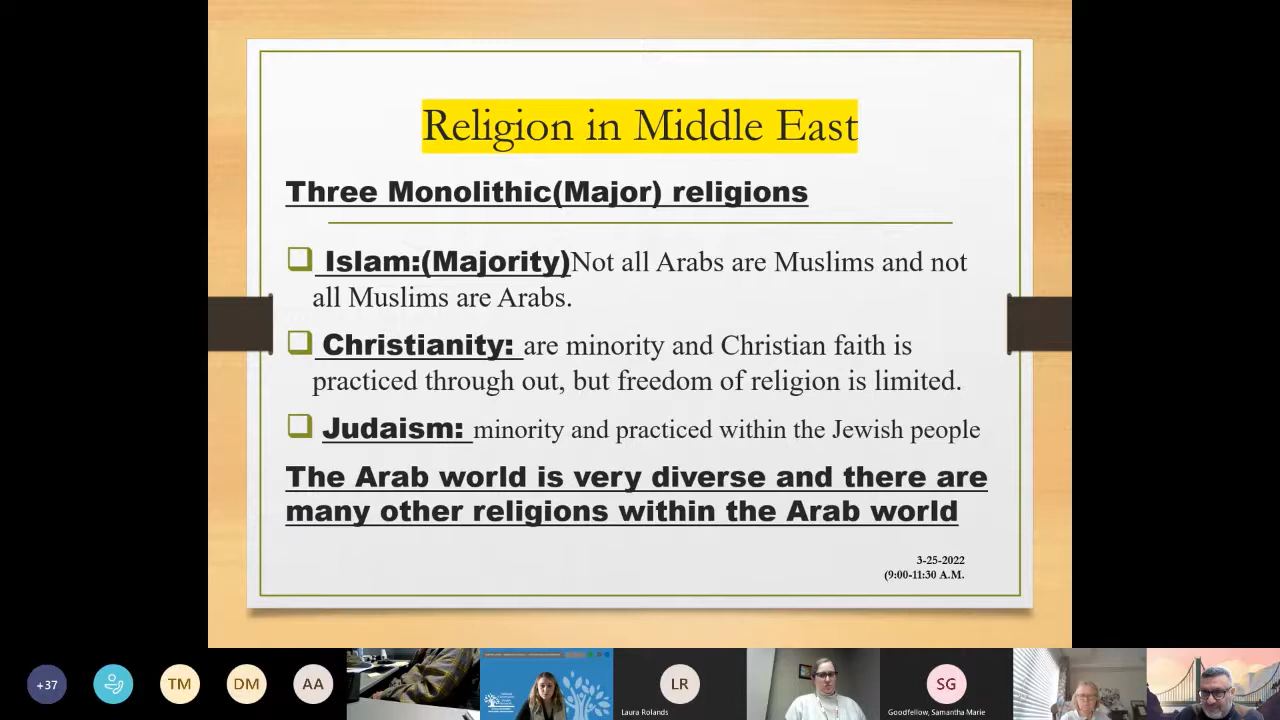 Religion in Middle East
Three Monolithic(Major) religions
Islam:(Majority)Not all Arabs are Muslims and not
all Muslims are Arabs.
Christianity: are minority and Christian faith is
practiced through out, but freedom of religion is limited.
Judaism: minority and practiced within the Jewish people
The Arab world is very diverse and there are
many other religions within the Arab world
3-25-2022
(9:00-11:30 A.M.
+37
TM
DM
AA
LR
Laura Rolands
SG
Goodfellow, Samantha Marie